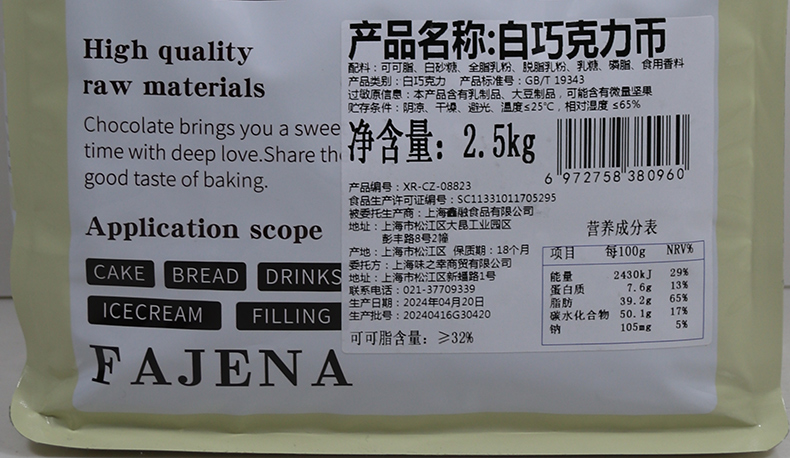 High quality
raw materials
Chocolate brings you a swee
time with deep love.Share the
good taste of baking.
Application scope
CAKE BREAD DRINKS
ICECREAM FILLING
FAJENA
产品名称:白巧克力币
配料：可可脂、白砂糖、全脂乳粉、脱脂乳粉、乳糖、磷脂、食用香料
产品类别：白巧克力 产品标准号：GB/T 19343
过敏原信息：本产品含有乳制品、大豆制品，可能含有微量坚果
贮存条件：阴凉、干燥、避光、温度≤25℃，相对湿度 ≤65%
净含量：2.5kg
6 972758 380960
产品编号：XR-CZ-08823
食品生产许可证编号：SC11331011705295
被委托生产商：上海鑫融食品有限公司
地址：上海市松江区大昆工业园区
彭丰路8号2幢
产地：上海市松江区 保质期：18个月
委托方：上海味之幸商贸有限公司
地址：上海市松江区新蹯路1号
联系电话：021-37709339
生产日期：2024年04月20日
生产批号：20240416G30420
可可脂含量：≥32%
营养成分表
项目 每100g NRV%
能量 2430kJ 29%
蛋白质 7.6g 13%
脂肪 39.2g 65%
碳水化合物 50.1g 17%
钠 105mg 5%